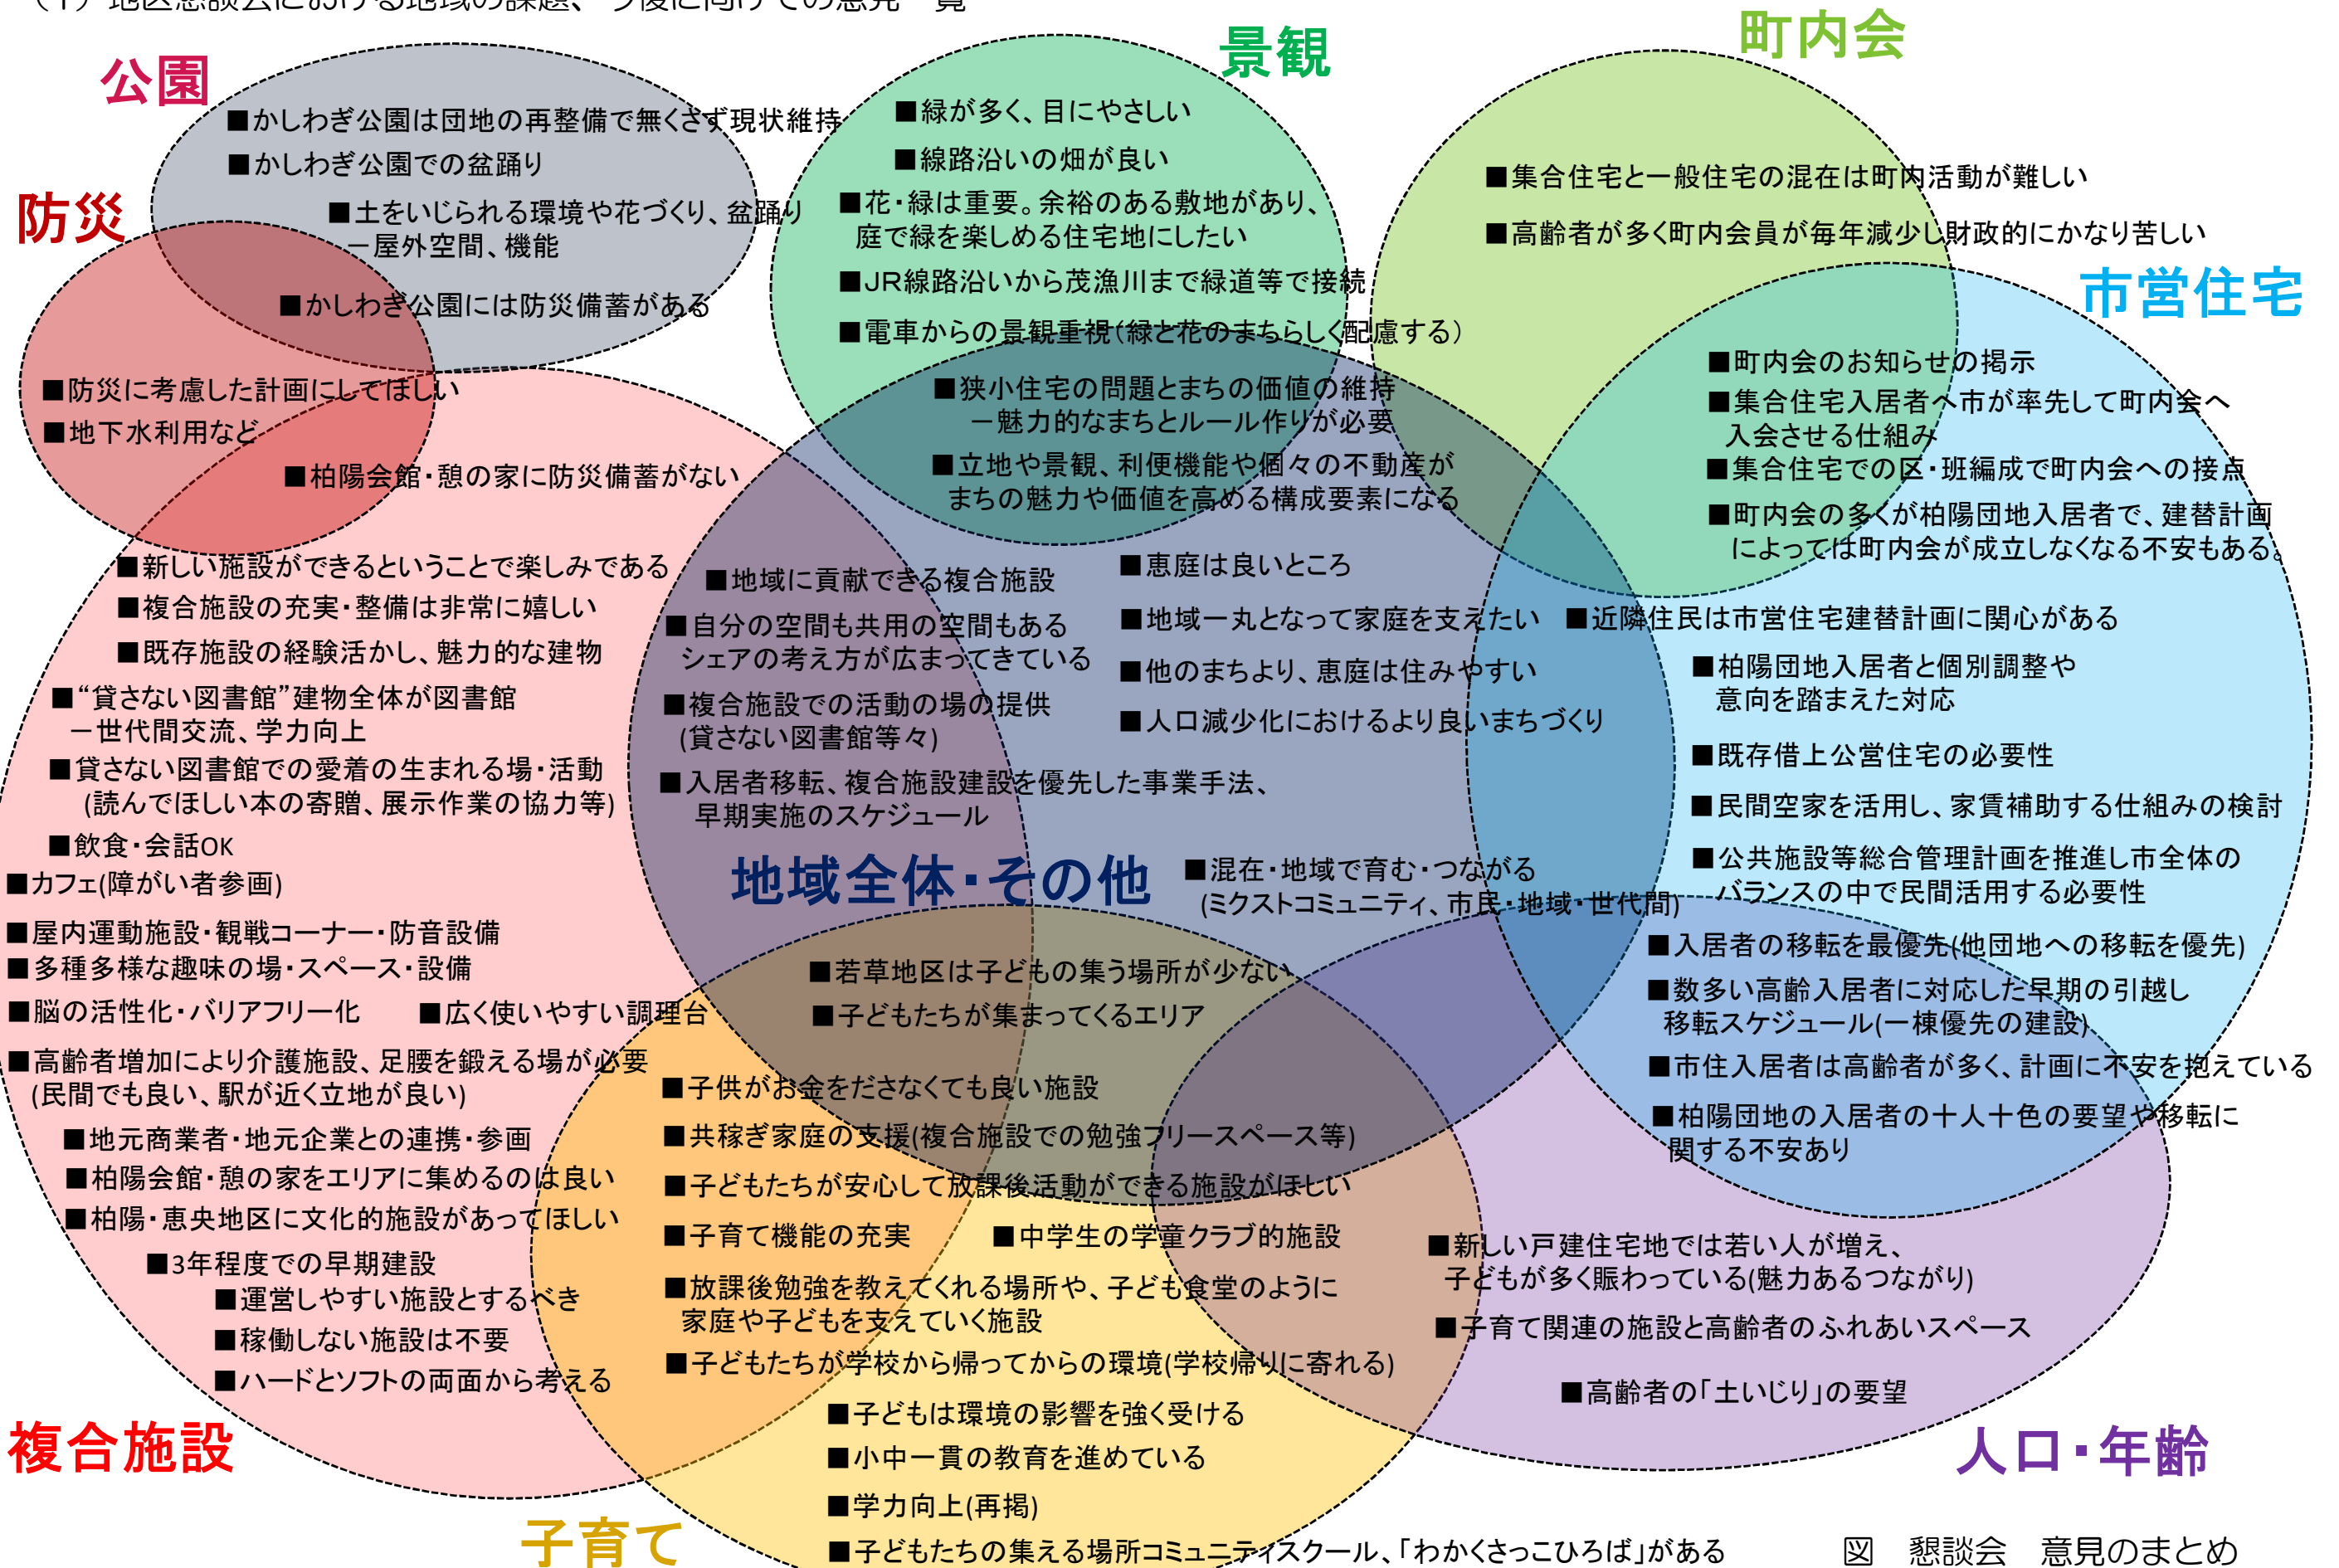 (1)地区懇談会における地域の課題、今後に向けての意見一覧
公園
■かしわぎ公園は団地の再整備で無くさず現状維持
■かしわぎ公園での盆踊り
■土をいじられる環境や花づくり、盆踊り
－屋外空間、機能
■かしわぎ公園には防災備蓄がある
防災
■防災に考慮した計画にしてほしい
■地下水利用など
■柏陽会館・憩の家に防災備蓄がない
景観
■緑が多く、目にやさしい
■線路沿いの畑が良い
■花・緑は重要。余裕のある敷地があり、
庭で緑を楽しめる住宅地にしたい
■JR線路沿いから茂漁川まで緑道等で接続
■電車からの景観重視(緑と花のまちらしく配慮する)
■狭小住宅の問題とまちの価値の維持
－魅力的なまちとルール作りが必要
■立地や景観、利便機能や個々の不動産が
まちの魅力や価値を高める構成要素になる
町内会
■集合住宅と一般住宅の混在は町内活動が難しい
■高齢者が多く町内会員が毎年減少し財政的にかなり苦しい
市営住宅
■町内会のお知らせの掲示
■集合住宅入居者へ市が率先して町内会へ
入会させる仕組み
■集合住宅での区・班編成で町内会への接点
■町内会の多くが柏陽団地入居者で、建替計画
によっては町内会が成立しなくなる不安もある。
■近隣住民は市営住宅建替計画に関心がある
■柏陽団地入居者と個別調整や
意向を踏まえた対応
■既存借上公営住宅の必要性
■民間空家を活用し、家賃補助する仕組みの検討
■公共施設等総合管理計画を推進し市全体の
バランスの中で民間活用する必要性
■入居者の移転を最優先(他団地への移転を優先)
■数多い高齢入居者に対応した早期の引越し
移転スケジュール(一棟優先の建設)
■市住入居者は高齢者が多く、計画に不安を抱えている
■柏陽団地の入居者の十人十色の要望や移転に
関する不安あり
■新しい施設ができるということで楽しみである
■複合施設の充実・整備は非常に嬉しい
■既存施設の経験活かし、魅力的な建物
■“貸さない図書館”建物全体が図書館
－世代間交流、学力向上
■貸さない図書館での愛着の生まれる場・活動
(読んでほしい本の寄贈、展示作業の協力等)
■飲食・会話OK
■カフェ(障がい者参画)
■屋内運動施設・観戦コーナー・防音設備
■多種多様な趣味の場・スペース・設備
■脳の活性化・バリアフリー化
■広く使いやすい調理台
■高齢者増加により介護施設、足腰を鍛える場が必要
(民間でも良い、駅が近く立地が良い)
■地元商業者・地元企業との連携・参画
■柏陽会館・憩の家をエリアに集めるのは良い
■柏陽・恵央地区に文化的施設があってほしい
■3年程度での早期建設
■運営しやすい施設とするべき
■稼働しない施設は不要
■ハードとソフトの両面から考える
複合施設
■地域に貢献できる複合施設
■自分の空間も共用の空間もある
シェアの考え方が広まってきている
■複合施設での活動の場の提供
(貸さない図書館等々)
■入居者移転、複合施設建設を優先した事業手法、
早期実施のスケジュール
■恵庭は良いところ
■地域一丸となって家庭を支えたい
■他のまちより、恵庭は住みやすい
■人口減少化におけるより良いまちづくり
地域全体・その他
■混在・地域で育む・つながる
(ミクストコミュニティ、市民・地域・世代間)
■若草地区は子どもの集う場所が少ない
■子どもたちが集まってくるエリア
■子供がお金をださなくても良い施設
■共稼ぎ家庭の支援(複合施設での勉強フリースペース等)
■子どもたちが安心して放課後活動ができる施設がほしい
■子育て機能の充実
■中学生の学童クラブ的施設
■放課後勉強を教えてくれる場所や、子ども食堂のように
家庭や子どもを支えていく施設
■子どもたちが学校から帰ってからの環境(学校帰りに寄れる)
■子どもは環境の影響を強く受ける
■小中一貫の教育を進めている
■学力向上(再掲)
■子どもたちの集える場所コミュニティスクール、「わかくさっこひろば」がある
子育て
■新しい戸建住宅地では若い人が増え、
子どもが多く賑わっている(魅力あるつながり)
■子育て関連の施設と高齢者のふれあいスペース
■高齢者の「土いじり」の要望
人口・年齢
図　懇談会　意見のまとめ